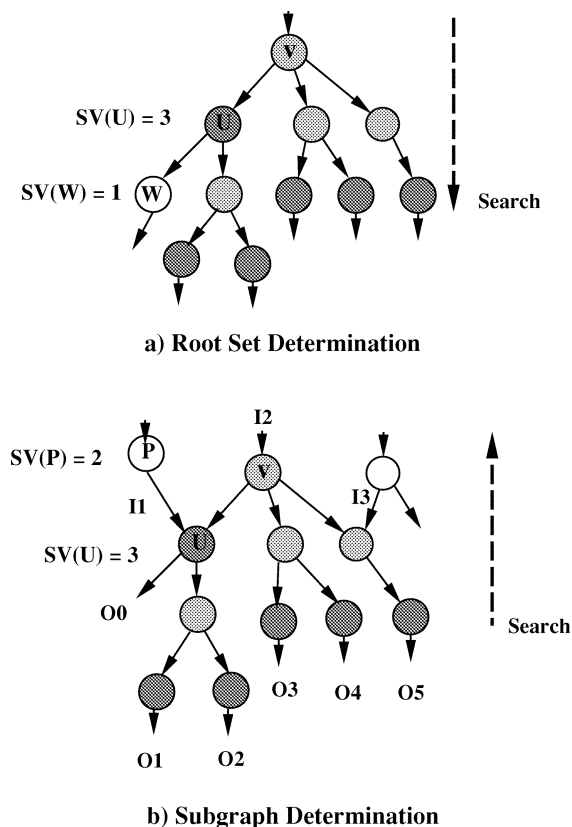 V
SV(U) = 3
U
SV(W) = 1
W
Search
a) Root Set Determination
I2
P
SV(P) = 2
V
I1
I3
SV(U) = 3
U
O0
Search
O3
O4
O5
O1
O2
b) Subgraph Determination